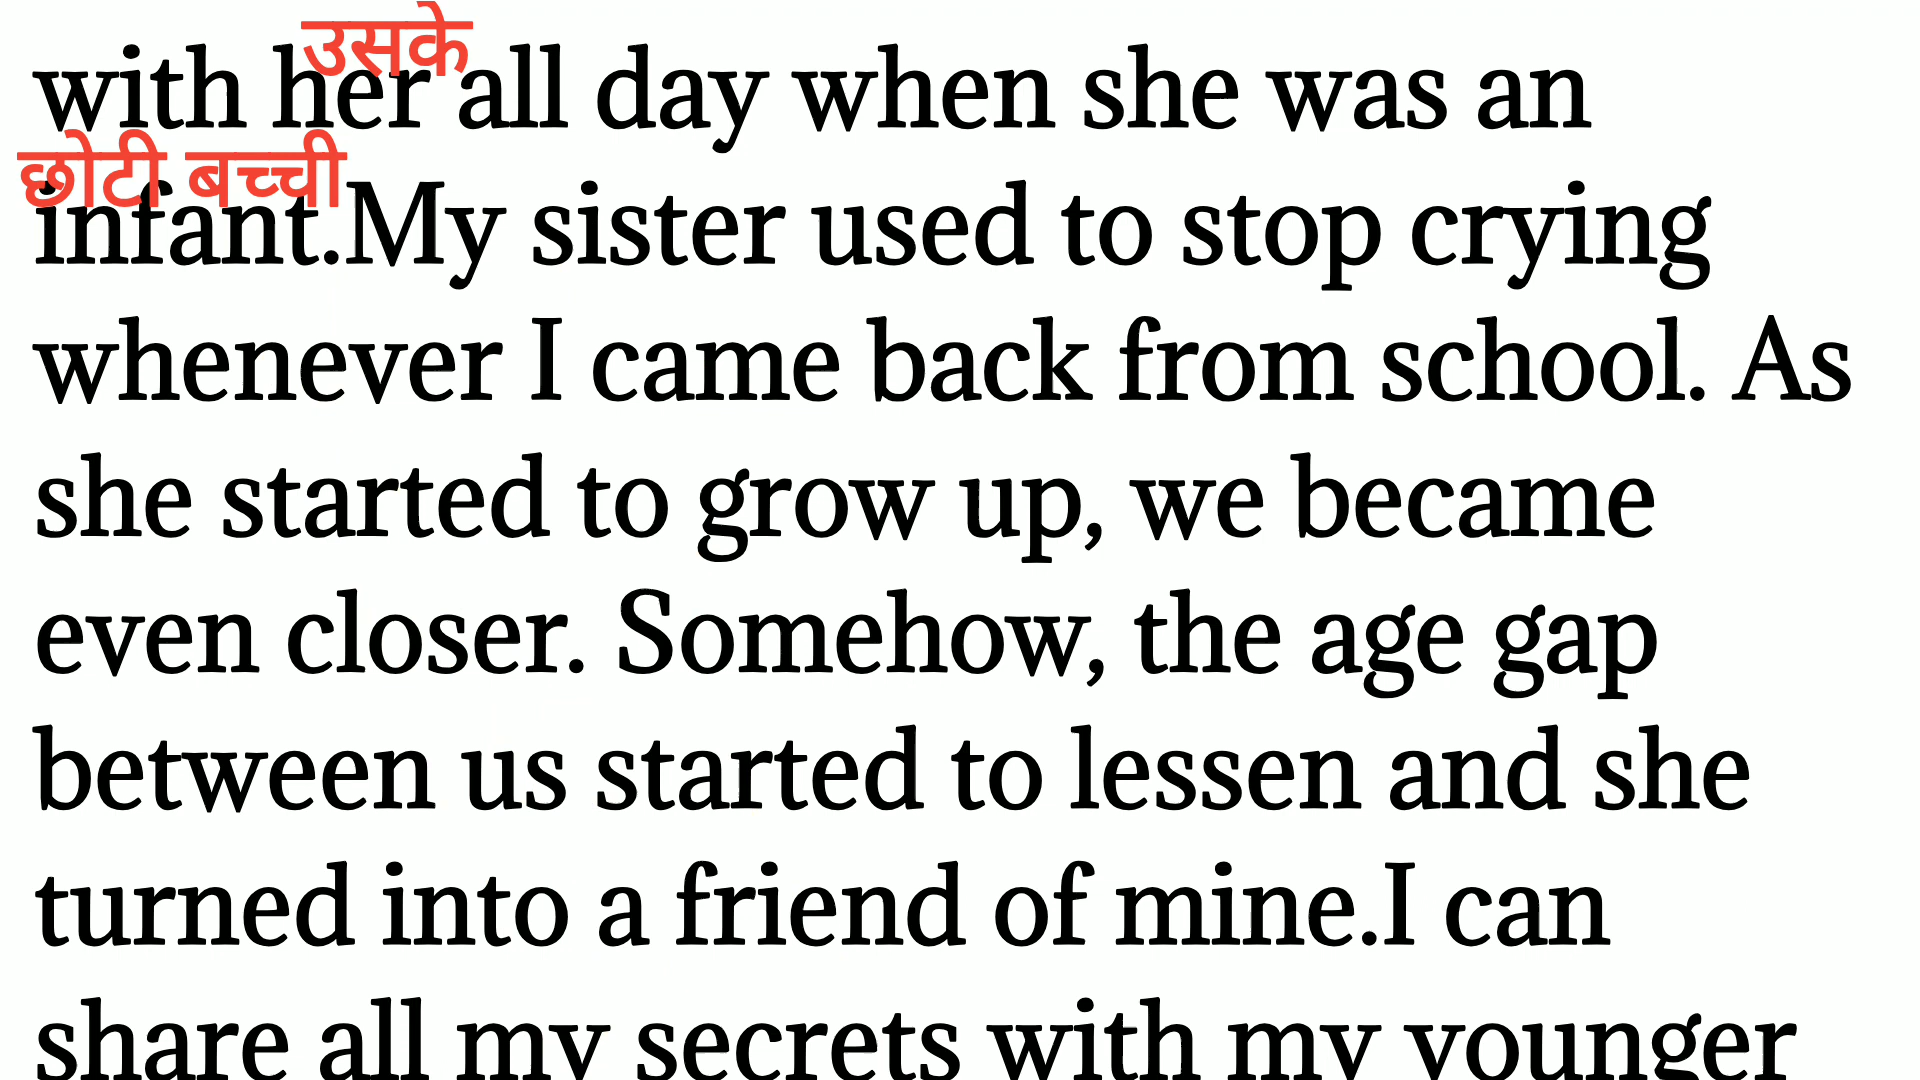 उसके
with her all day when she was an
छोटी बच्ची
infant.My sister used to stop crying
whenever I came back from school. As
she started to grow up, we became
even closer. Somehow, the age gap
between us started to lessen and she
turned into a friend of mine.I can
share all my secrets with my younger